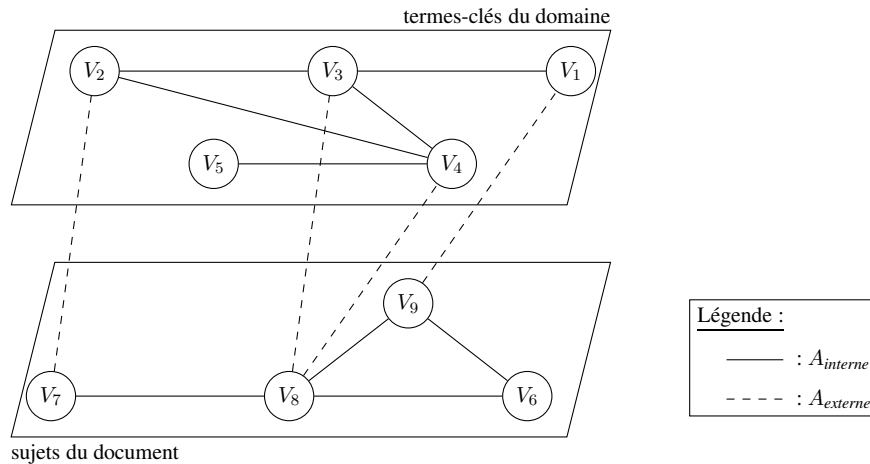 termes-clés du domaine
V2 V3 V1
V5 V4
V9
V7 V8 V6
sujets du document
Légende :
: Ainterne
: Aexterne